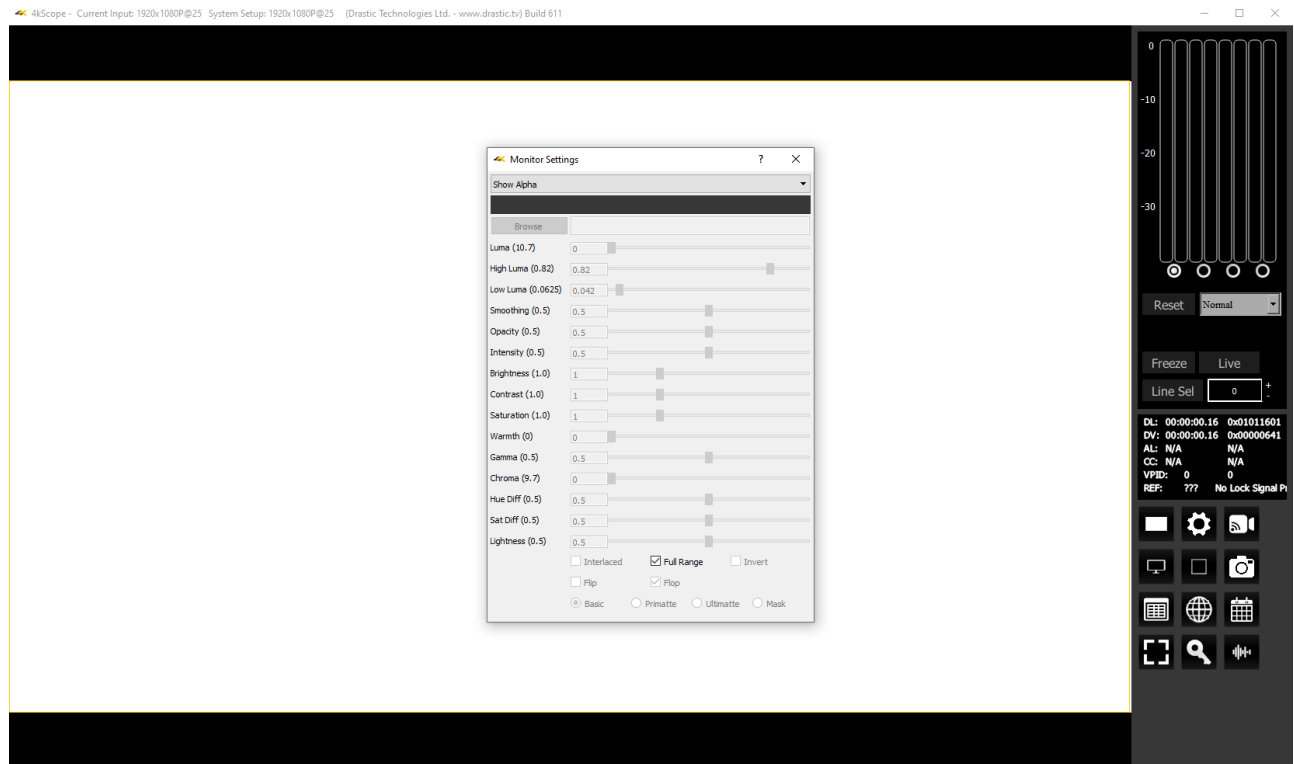 4kScope - Current Input: 1920x1080P@25 System Setup: 1920x1080P@25 (Drastic Technologies Ltd. - www.drastic.tv) Build 611
Monitor Settings ?
Show Alpha
Browse
Luma (10.7) 0
High Luma (0.82) 0.82
Low Luma (0.0625) 0.042
Smoothing (0.5) 0.5
Opacity (0.5) 0.5
Intensity (0.5) 0.5
Brightness (1.0) 1
Contrast (1.0) 1
Saturation (1.0) 1
Warmth (0) 0
Gamma (0.5) 0.5
Chroma (9.7) 0
Hue Diff (0.5) 0.5
Sat Diff (0.5) 0.5
Lightness (0.5) 0.5
Interlaced Full Range Invert
Flip Flop
Basic Primatte Ultimatte Mask
0
-10
-20
-30
Reset Normal
Freeze Live
Line Sel 0 + -
DL: 00:00:00.16 0x01011601
DV: 00:00:00.16 0x00000641
AL: N/A N/A
CC: N/A N/A
VPID: 0 0
REF: ??? No Lock Signal Pr